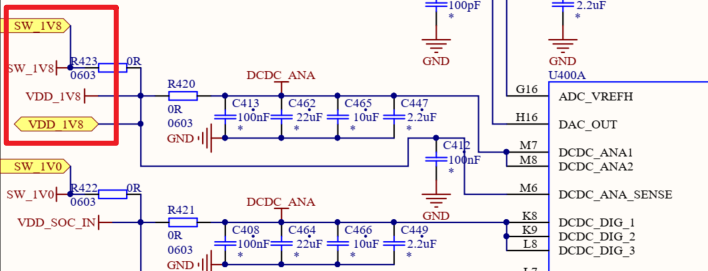 100pF
*
GND
2.2uF
*
GND
SW_1V8
R423
0R
SW_1V8
0603
VDD_1V8
VDD_1V8
R420
0R
0603
GND
DCDC_ANA
C413
100nF
*
C462
22uF
*
C465
10uF
*
C447
2.2uF
*
C412
100nF
*
GND
U400A
G16
ADC_VREFH
H16
DAC_OUT
M7
DCDC_ANA1
M8
DCDC_ANA2
M6
DCDC_ANA_SENSE
K8
DCDC_DIG_1
K9
DCDC_DIG_2
L8
DCDC_DIG_3
SW_1V0
R422
0R
SW_1V0
0603
VDD_SOC_IN
R421
0R
0603
GND
DCDC_ANA
C408
100nF
*
C464
22uF
*
C466
10uF
*
C449
2.2uF
*